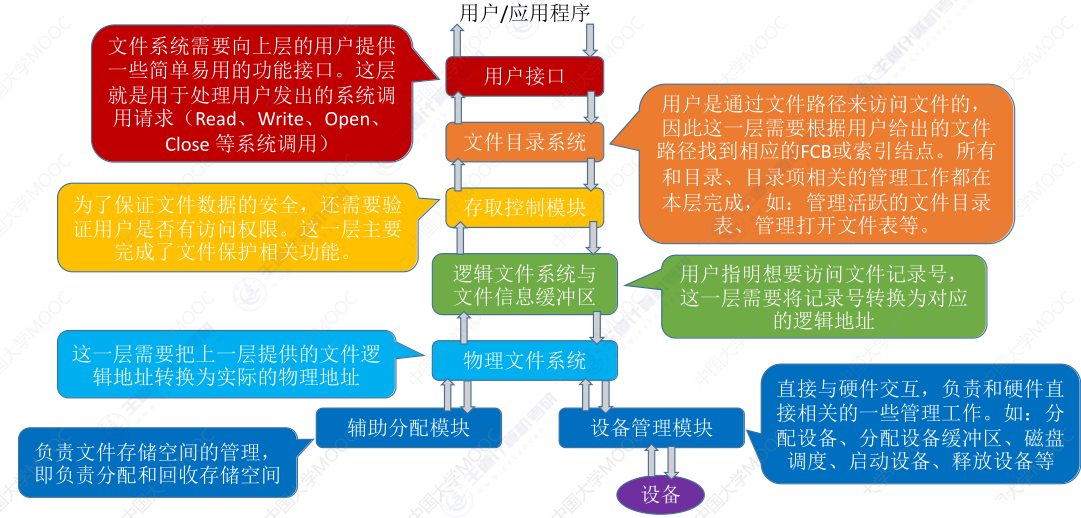 用户/应用程序
文件系统需要向上层的用户提供
一些简单易用的功能接口。这层
就是用于处理用户发出的系统调
用请求（Read、Write、Open、
Close 等系统调用）
用户接口
用户是通过文件路径来访问文件的，
因此这一层需要根据用户给出的文件
路径找到相应的FCB或索引结点。所有
和目录、目录项相关的管理工作都在
本层完成，如：管理活跃的文件目录
表、管理打开文件表等。
文件目录系统
为了保证文件数据的安全，还需要验
证用户是否有访问权限。这一层主要
完成了文件保护相关功能。
存取控制模块
逻辑文件系统与
文件信息缓冲区
用户指明想要访问文件记录号，
这一层需要将记录号转换为对应
的逻辑地址
这一层需要把上一层提供的文件逻
辑地址转换为实际的物理地址
物理文件系统
辅助分配模块
设备管理模块
直接与硬件交互，负责和硬件直
接相关的一些管理工作。如：分
配设备、分配设备缓冲区、磁盘
调度、启动设备、释放设备等
负责文件存储空间的管理，
即负责分配和回收存储空间
设备
中国大学MOOC